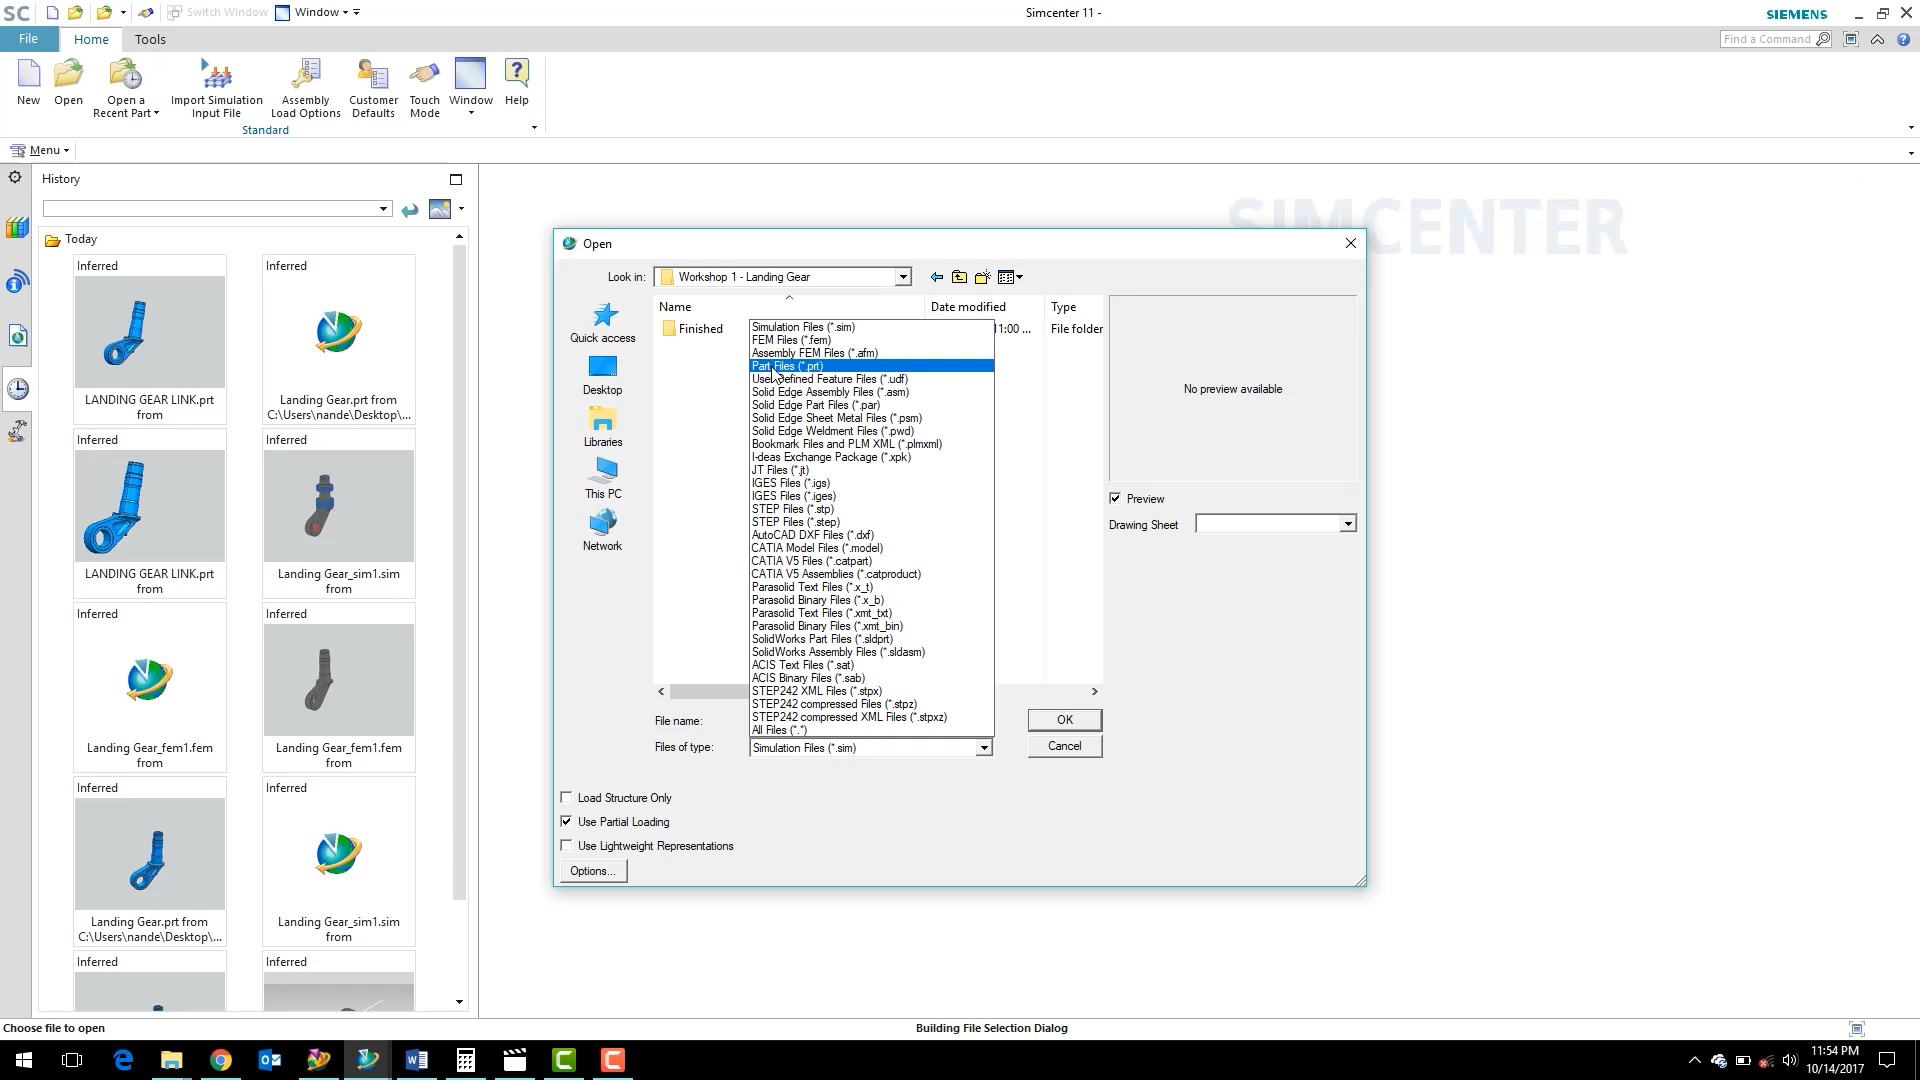 SC
Switch Window
Window
Simcenter 11 -
SIEMENS
File
Home
Tools
Find a Command
New
Open
Open a
Recent Part
Import Simulation
Input File
Assembly
Load Options
Customer
Defaults
Touch
Mode
Window
Help
Standard
Menu
History
Today
Inferred
LANDING GEAR LINK.prt
from
Inferred
Landing Gear.prt from
C:\Users\nande\Desktop\...
Inferred
LANDING GEAR LINK.prt
from
Inferred
Landing Gear_sim1.sim
from
Inferred
Landing Gear_fem1.fem
from
Inferred
Landing Gear_fem1.fem
from
Inferred
Landing Gear.prt from
C:\Users\nande\Desktop\...
Inferred
Landing Gear_sim1.sim
from
Inferred
Inferred
SIMCENTER
Open
Look in:
Workshop 1 - Landing Gear
Quick access
Desktop
Libraries
This PC
Network
Name
Date modified
Type
Finished
11:00 ...
File folder
Simulation Files (*.sim)
FEM Files (*.fem)
Assembly FEM Files (*.afm)
Part Files (*.prt)
User Defined Feature Files (*.udf)
Solid Edge Assembly Files (*.asm)
Solid Edge Part Files (*.par)
Solid Edge Sheet Metal Files (*.psm)
Solid Edge Weldment Files (*.pwd)
Bookmark Files and PLM XML (*.plmxml)
I-deas Exchange Package (*.xpk)
JT Files (*.jt)
IGES Files (*.igs)
IGES Files (*.iges)
STEP Files (*.stp)
STEP Files (*.step)
AutoCAD DXF Files (*.dxf)
CATIA Model Files (*.model)
CATIA V5 Files (*.catpart)
CATIA V5 Assemblies (*.catproduct)
Parasolid Text Files (*.x_t)
Parasolid Binary Files (*.x_b)
Parasolid Text Files (*.xmt_txt)
Parasolid Binary Files (*.xmt_bin)
SolidWorks Part Files (*.sldprt)
SolidWorks Assembly Files (*.sldasm)
ACIS Text Files (*.sat)
ACIS Binary Files (*.sab)
STEP242 XML Files (*.stpx)
STEP242 compressed Files (*.stpz)
STEP242 compressed XML Files (*.stpxz)
All Files (*.*)
File name:
Files of type:
Simulation Files (*.sim)
OK
Cancel
No preview available
Preview
Drawing Sheet
Load Structure Only
Use Partial Loading
Use Lightweight Representations
Options...
Choose file to open
Building File Selection Dialog
11:54 PM
10/14/2017